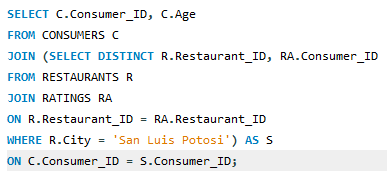 SELECT C.Consumer_ID, C.Age
FROM CONSUMERS C
JOIN (SELECT DISTINCT R.Restaurant_ID, RA.Consumer_ID
FROM RESTAURANTS R
JOIN RATINGS RA
ON R.Restaurant_ID = RA.Restaurant_ID
WHERE R.City = 'San Luis Potosi') AS S
ON C.Consumer_ID = S.Consumer_ID;